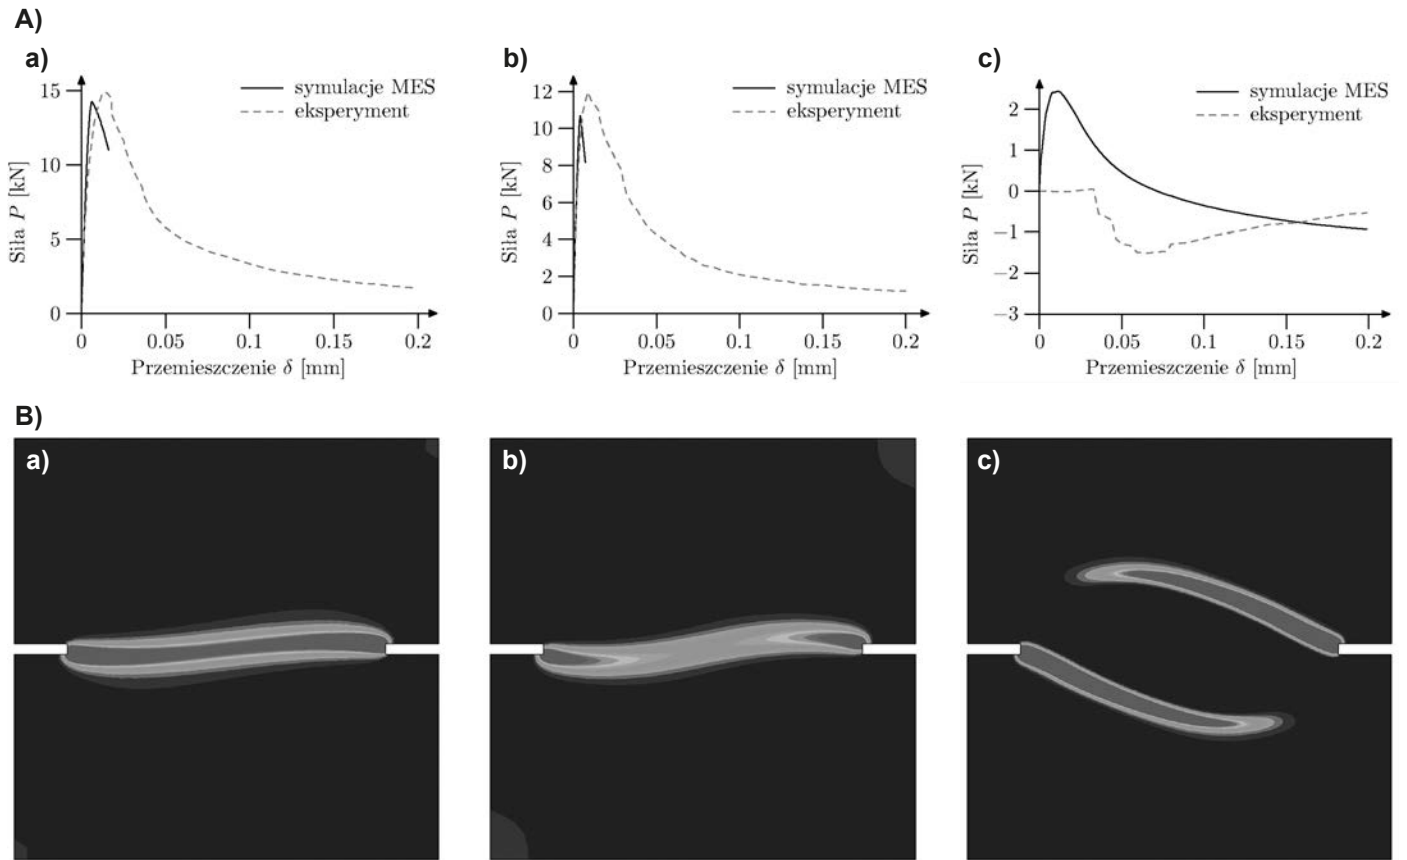 A)
a)
symulacje MES
eksperyment
15
10
5
0
Siła P [kN]
0
0.05
0.1
0.15
0.2
Przemieszczenie δ [mm]
b)
symulacje MES
eksperyment
12
10
8
6
4
2
0
Siła P [kN]
0
0.05
0.1
0.15
0.2
Przemieszczenie δ [mm]
c)
symulacje MES
eksperyment
2
1
0
−1
−2
−3
Siła P [kN]
0
0.05
0.1
0.15
0.2
Przemieszczenie δ [mm]
B)
a)
b)
c)